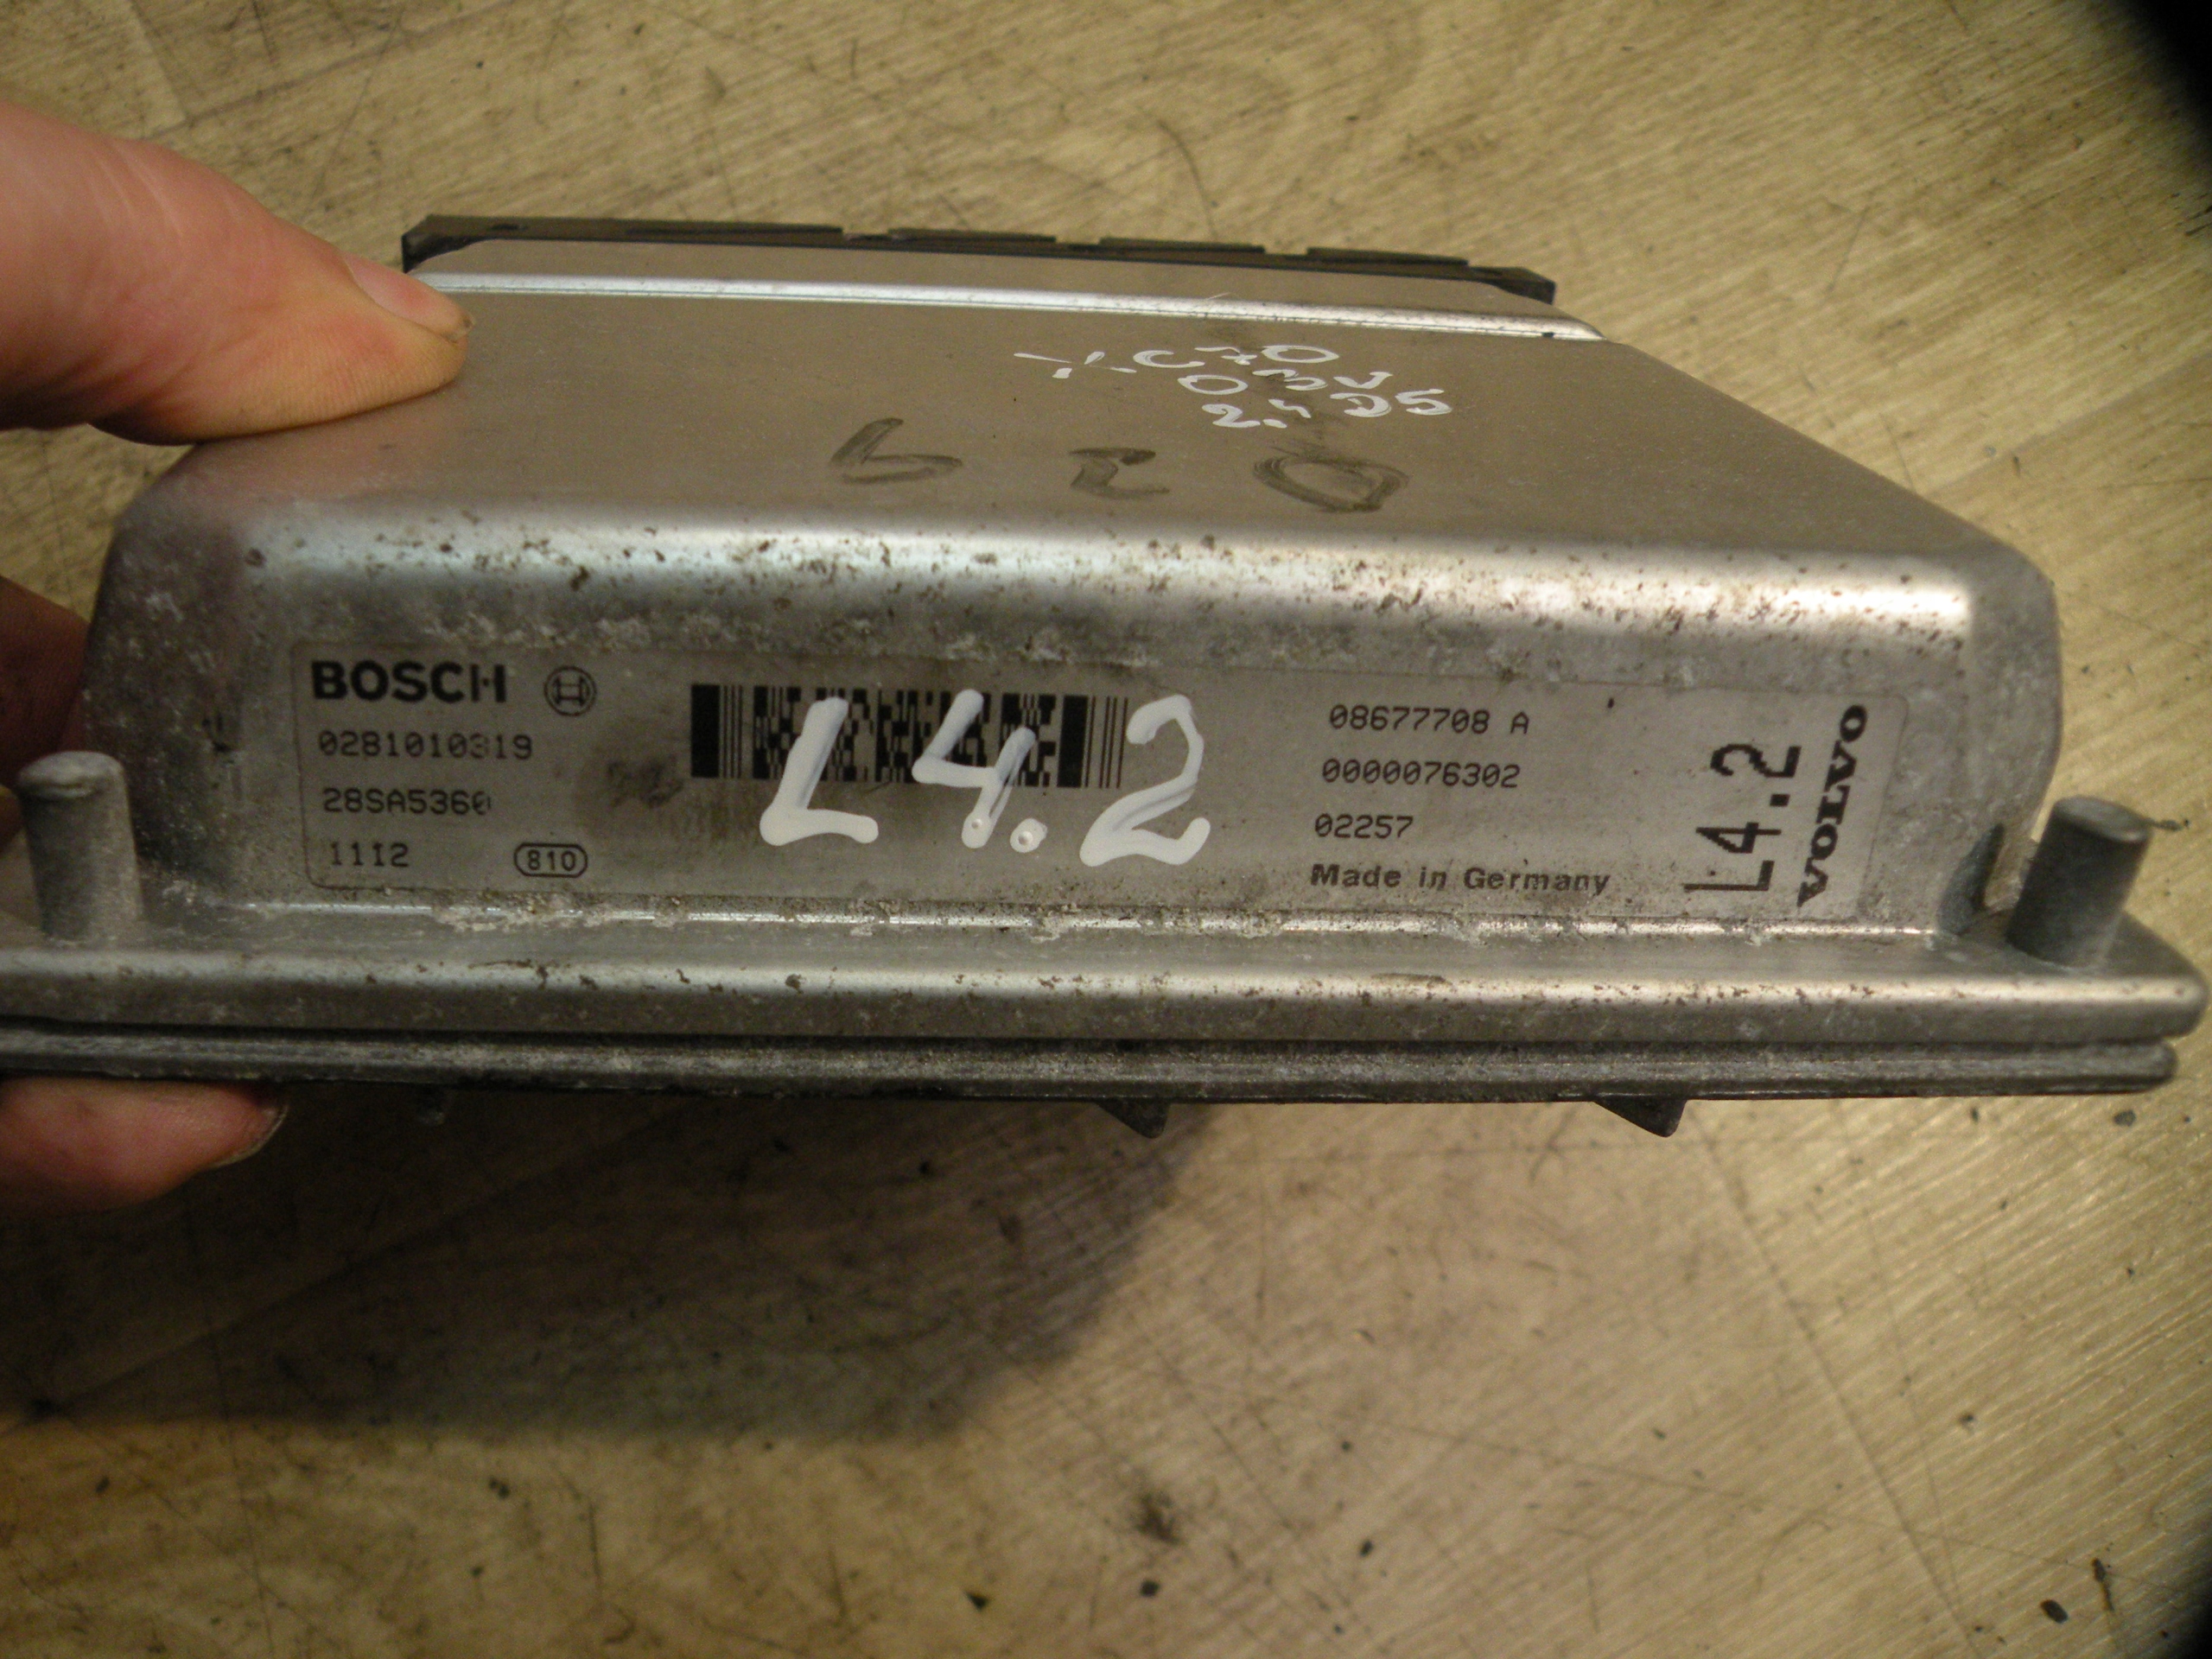 BOSCH
0281010319
28SA5360
1112
810
L4.2
08677708 A
0000076302
02257
Made in Germany
L4.2
VOLVO